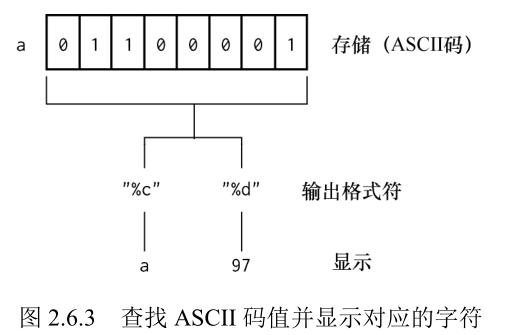 a 0 1 1 0 0 0 0 1 存储（ASCII码）
"%c" "%d" 输出格式符
a 97 显示
图 2.6.3 查找 ASCII 码值并显示对应的字符